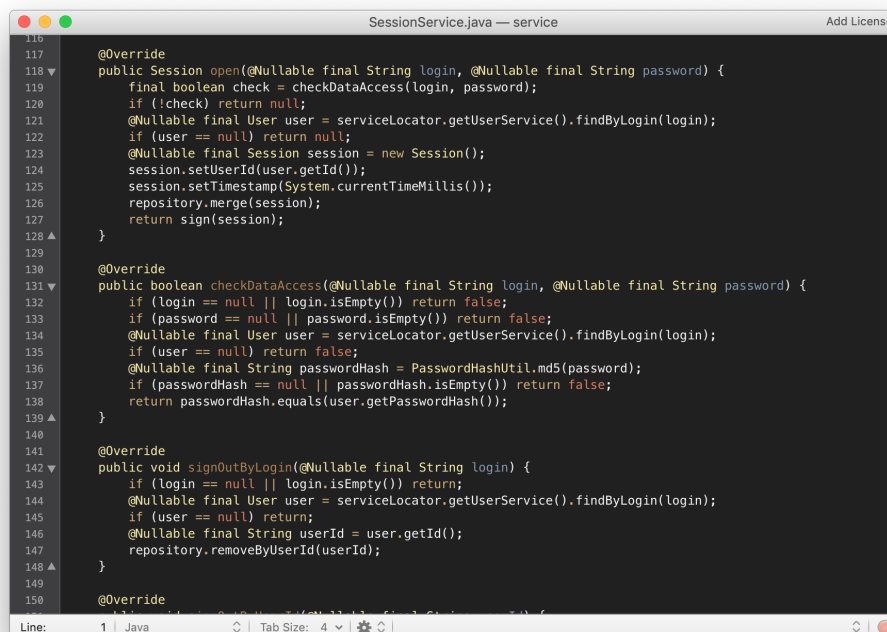 SessionService.java — service
Add License
116
117 @Override
118 public Session open(@Nullable final String login, @Nullable final String password) {
119 final boolean check = checkDataAccess(login, password);
120 if (!check) return null;
121 @Nullable final User user = serviceLocator.getUserService().findByLogin(login);
122 if (user == null) return null;
123 @Nullable final Session session = new Session();
124 session.setUserId(user.getId());
125 session.setTimestamp(System.currentTimeMillis());
126 repository.merge(session);
127 return sign(session);
128 }
129
130 @Override
131 public boolean checkDataAccess(@Nullable final String login, @Nullable final String password) {
132 if (login == null || login.isEmpty()) return false;
133 if (password == null || password.isEmpty()) return false;
134 @Nullable final User user = serviceLocator.getUserService().findByLogin(login);
135 if (user == null) return false;
136 @Nullable final String passwordHash = PasswordHashUtil.md5(password);
137 if (passwordHash == null || passwordHash.isEmpty()) return false;
138 return passwordHash.equals(user.getPasswordHash());
139 }
140
141 @Override
142 public void signOutByLogin(@Nullable final String login) {
143 if (login == null || login.isEmpty()) return;
144 @Nullable final User user = serviceLocator.getUserService().findByLogin(login);
145 if (user == null) return;
146 @Nullable final String userId = user.getId();
147 repository.removeByUserId(userId);
148 }
149
150 @Override
Line: 1 Java Tab Size: 4